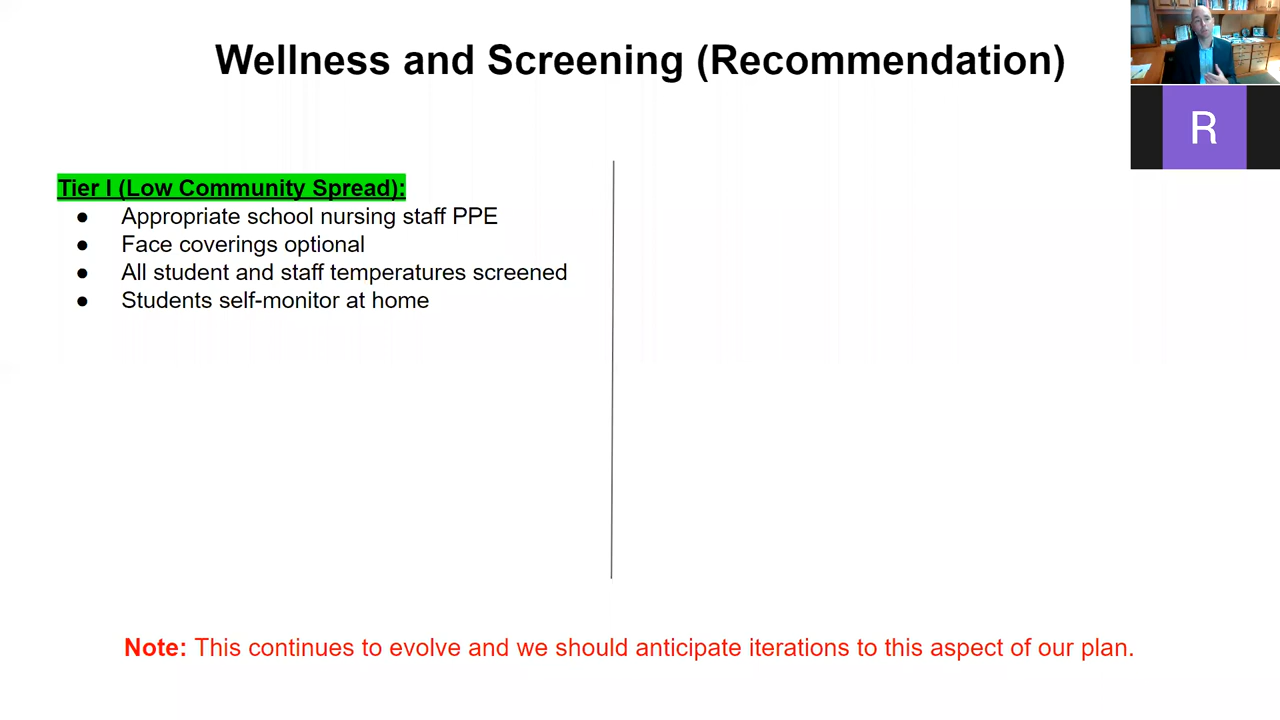 Wellness and Screening (Recommendation)
R
Tier I (Low Community Spread):
● Appropriate school nursing staff PPE
● Face coverings optional
● All student and staff temperatures screened
● Students self-monitor at home
Note: This continues to evolve and we should anticipate iterations to this aspect of our plan.